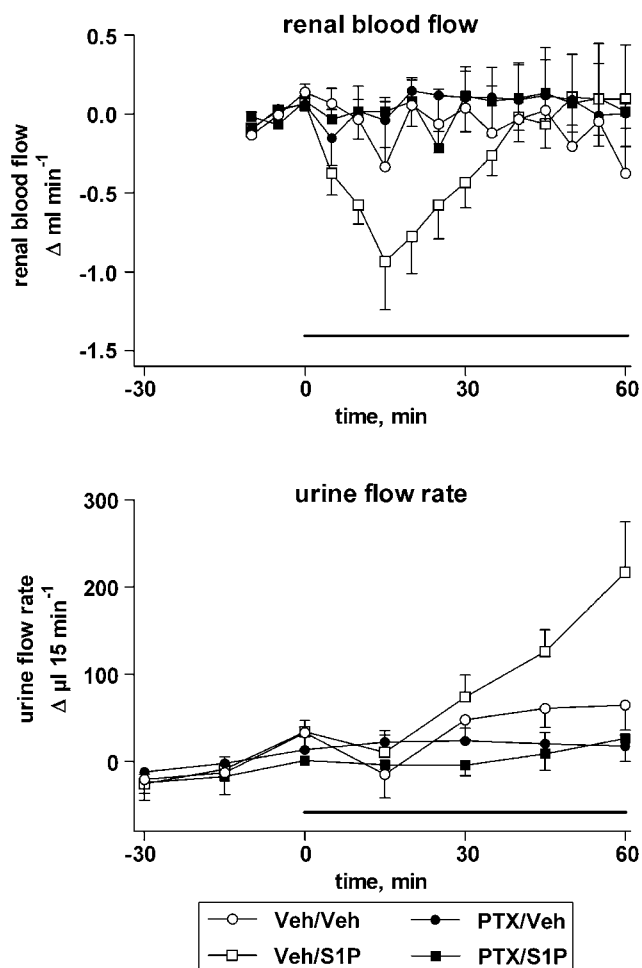 renal blood flow
0.5
0.0
-0.5
-1.0
-1.5
renal blood flow
Δ ml min⁻¹
-30
0
30
60
time, min
urine flow rate
300
200
100
0
urine flow rate
Δ µl 15 min⁻¹
-30
0
30
60
time, min
Veh/Veh
PTX/Veh
Veh/S1P
PTX/S1P